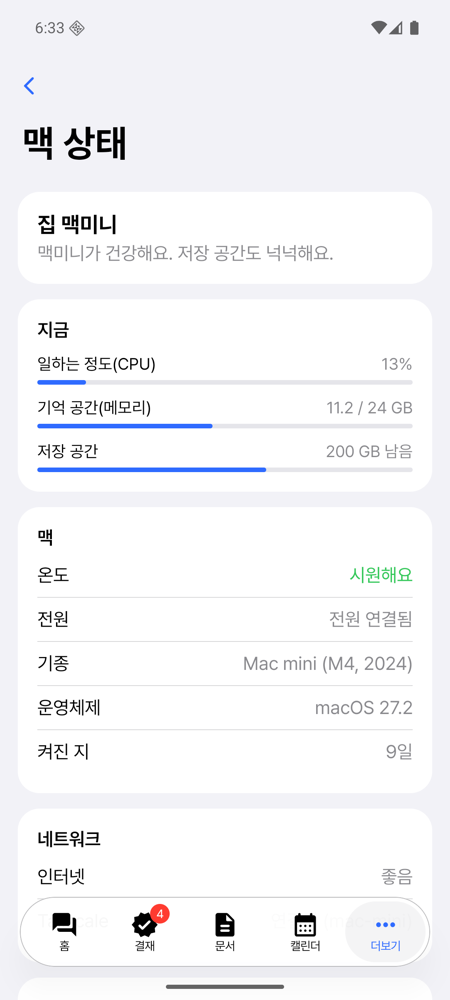 6:33
맥 상태
집 맥미니
맥미니가 건강해요. 저장 공간도 넉넉해요.
지금
일하는 정도(CPU) 13%
기억 공간(메모리) 11.2 / 24 GB
저장 공간 200 GB 남음
맥
온도 시원해요
전원 전원 연결됨
기종 Mac mini (M4, 2024)
운영체제 macOS 27.2
켜진 지 9일
네트워크
인터넷 좋음
4
홈 결재 문서 캘린더 더보기